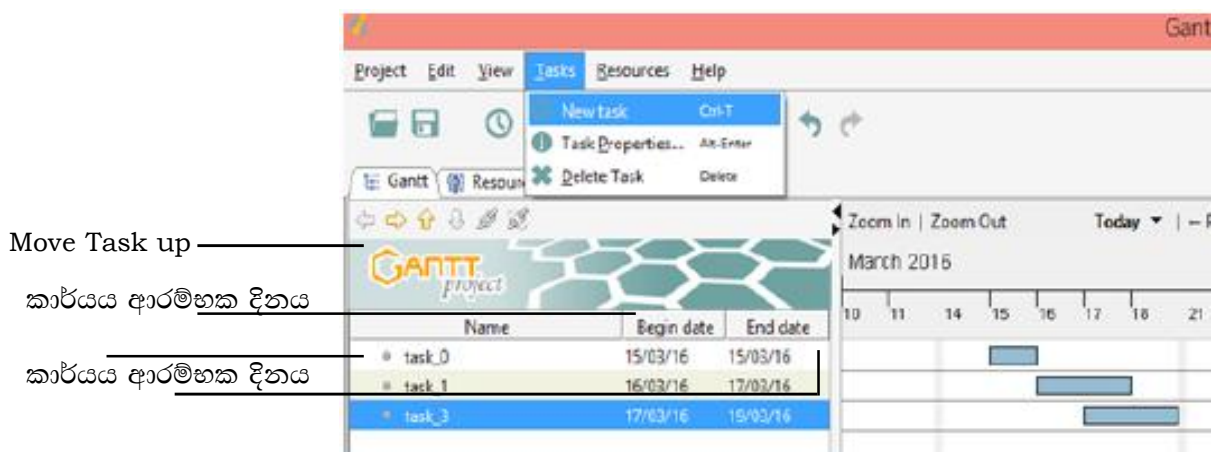 Gant
Project Edit View Tasks Resources Help
New task Ctrl-T
Task Properties... Alt-Enter
Delete Task Delete
Gantt Resour
Zoom In | Zoom Out Today ▼ | -- P
Move Task up
GANTT project
March 2016
කාර්යය ආරම්භක දිනය
10 11 14 15 16 17 18 21
Name Begin date End date
task_0 15/03/16 15/03/16
කාර්යය ආරම්භක දිනය
task_1 16/03/16 17/03/16
task_3 17/03/16 19/03/16